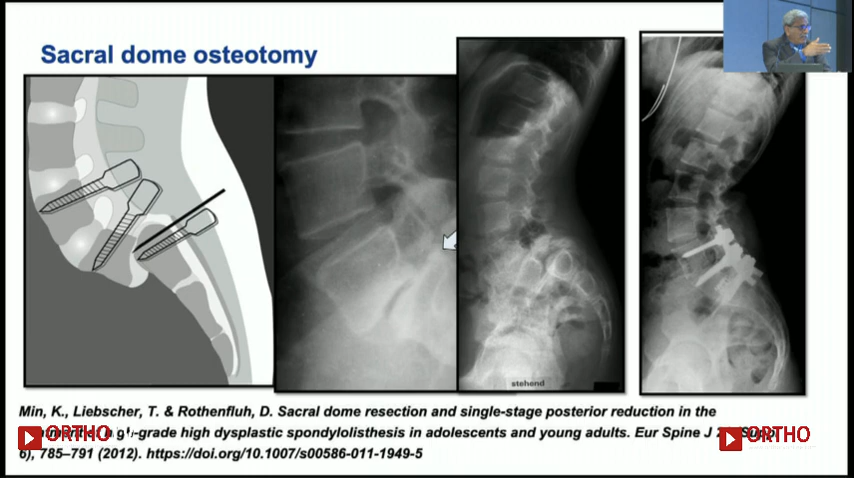 Sacral dome osteotomy
stehend
Min, K., Liebscher, T. & Rothenfluh, D. Sacral dome resection and single-stage posterior reduction in the
high-grade high dysplastic spondylolisthesis in adolescents and young adults. Eur Spine J
ORTHO
ORTHO
6), 785–791 (2012). https://doi.org/10.1007/s00586-011-1949-5